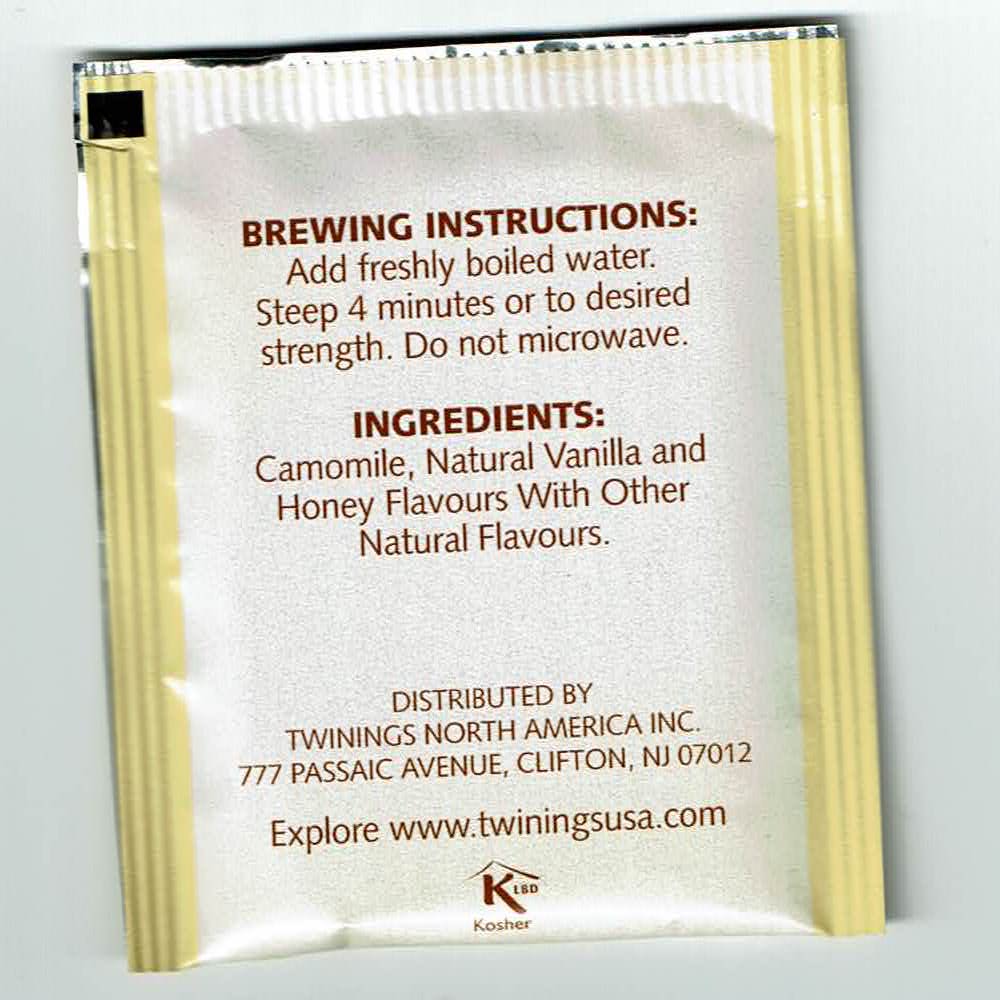 BREWING INSTRUCTIONS:
Add freshly boiled water.
Steep 4 minutes or to desired
strength. Do not microwave.
INGREDIENTS:
Camomile, Natural Vanilla and
Honey Flavours With Other
Natural Flavours.
DISTRIBUTED BY
TWININGS NORTH AMERICA INC.
777 PASSAIC AVENUE, CLIFTON, NJ 07012
Explore www.twiningsusa.com
K LBD
Kosher